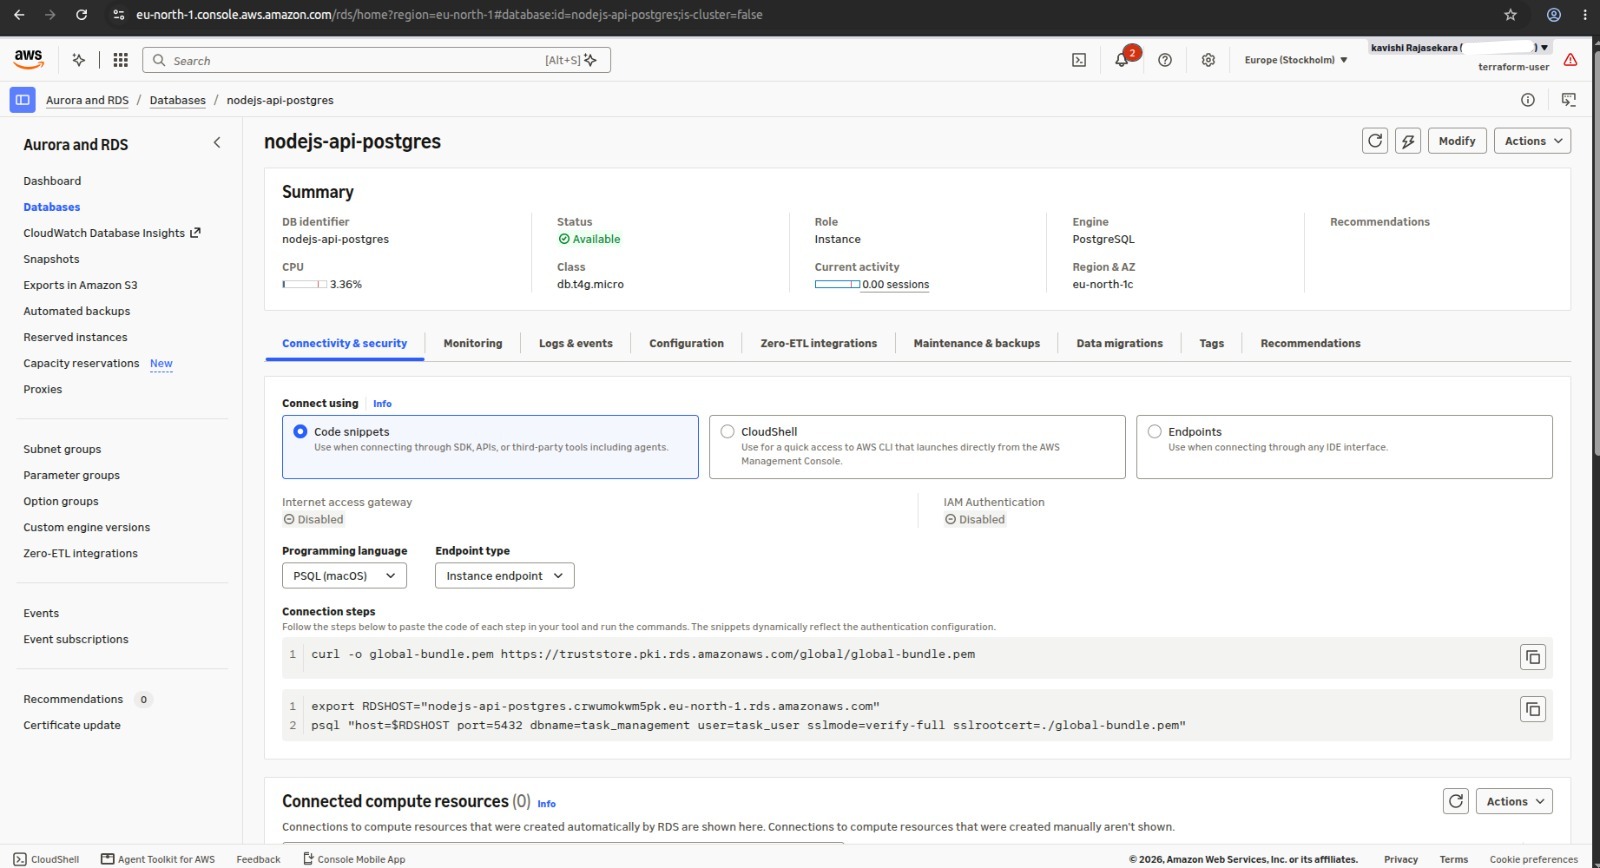 eu-north-1.console.aws.amazon.com/rds/home?region=eu-north-1#database:id=nodejs-api-postgres;is-cluster=false
aws
Search [Alt+S]
2
Europe (Stockholm) ▼
kavishi Rajasekara ( ) ▼
terraform-user
Aurora and RDS / Databases / nodejs-api-postgres
Aurora and RDS
Dashboard
Databases
CloudWatch Database Insights
Snapshots
Exports in Amazon S3
Automated backups
Reserved instances
Capacity reservations New
Proxies
Subnet groups
Parameter groups
Option groups
Custom engine versions
Zero-ETL integrations
Events
Event subscriptions
Recommendations 0
Certificate update
nodejs-api-postgres
Modify
Actions
Summary
DB identifier
nodejs-api-postgres
Status
Available
Role
Instance
Engine
PostgreSQL
Recommendations
CPU
3.36%
Class
db.t4g.micro
Current activity
0.00 sessions
Region & AZ
eu-north-1c
Connectivity & security
Monitoring
Logs & events
Configuration
Zero-ETL integrations
Maintenance & backups
Data migrations
Tags
Recommendations
Connect using Info
Code snippets
Use when connecting through SDK, APIs, or third-party tools including agents.
CloudShell
Use for a quick access to AWS CLI that launches directly from the AWS
Management Console.
Endpoints
Use when connecting through any IDE interface.
Internet access gateway
Disabled
IAM Authentication
Disabled
Programming language
PSQL (macOS)
Endpoint type
Instance endpoint
Connection steps
Follow the steps below to paste the code of each step in your tool and run the commands. The snippets dynamically reflect the authentication configuration.
1 curl -o global-bundle.pem https://truststore.pki.rds.amazonaws.com/global/global-bundle.pem
1 export RDSHOST="nodejs-api-postgres.crwumokwm5pk.eu-north-1.rds.amazonaws.com"
2 psql "host=$RDSHOST port=5432 dbname=task_management user=task_user sslmode=verify-full sslrootcert=./global-bundle.pem"
Connected compute resources (0) Info
Actions
Connections to compute resources that were created automatically by RDS are shown here. Connections to compute resources that were created manually aren't shown.
CloudShell
Agent Toolkit for AWS
Feedback
Console Mobile App
© 2026, Amazon Web Services, Inc. or its affiliates.
Privacy
Terms
Cookie preferences